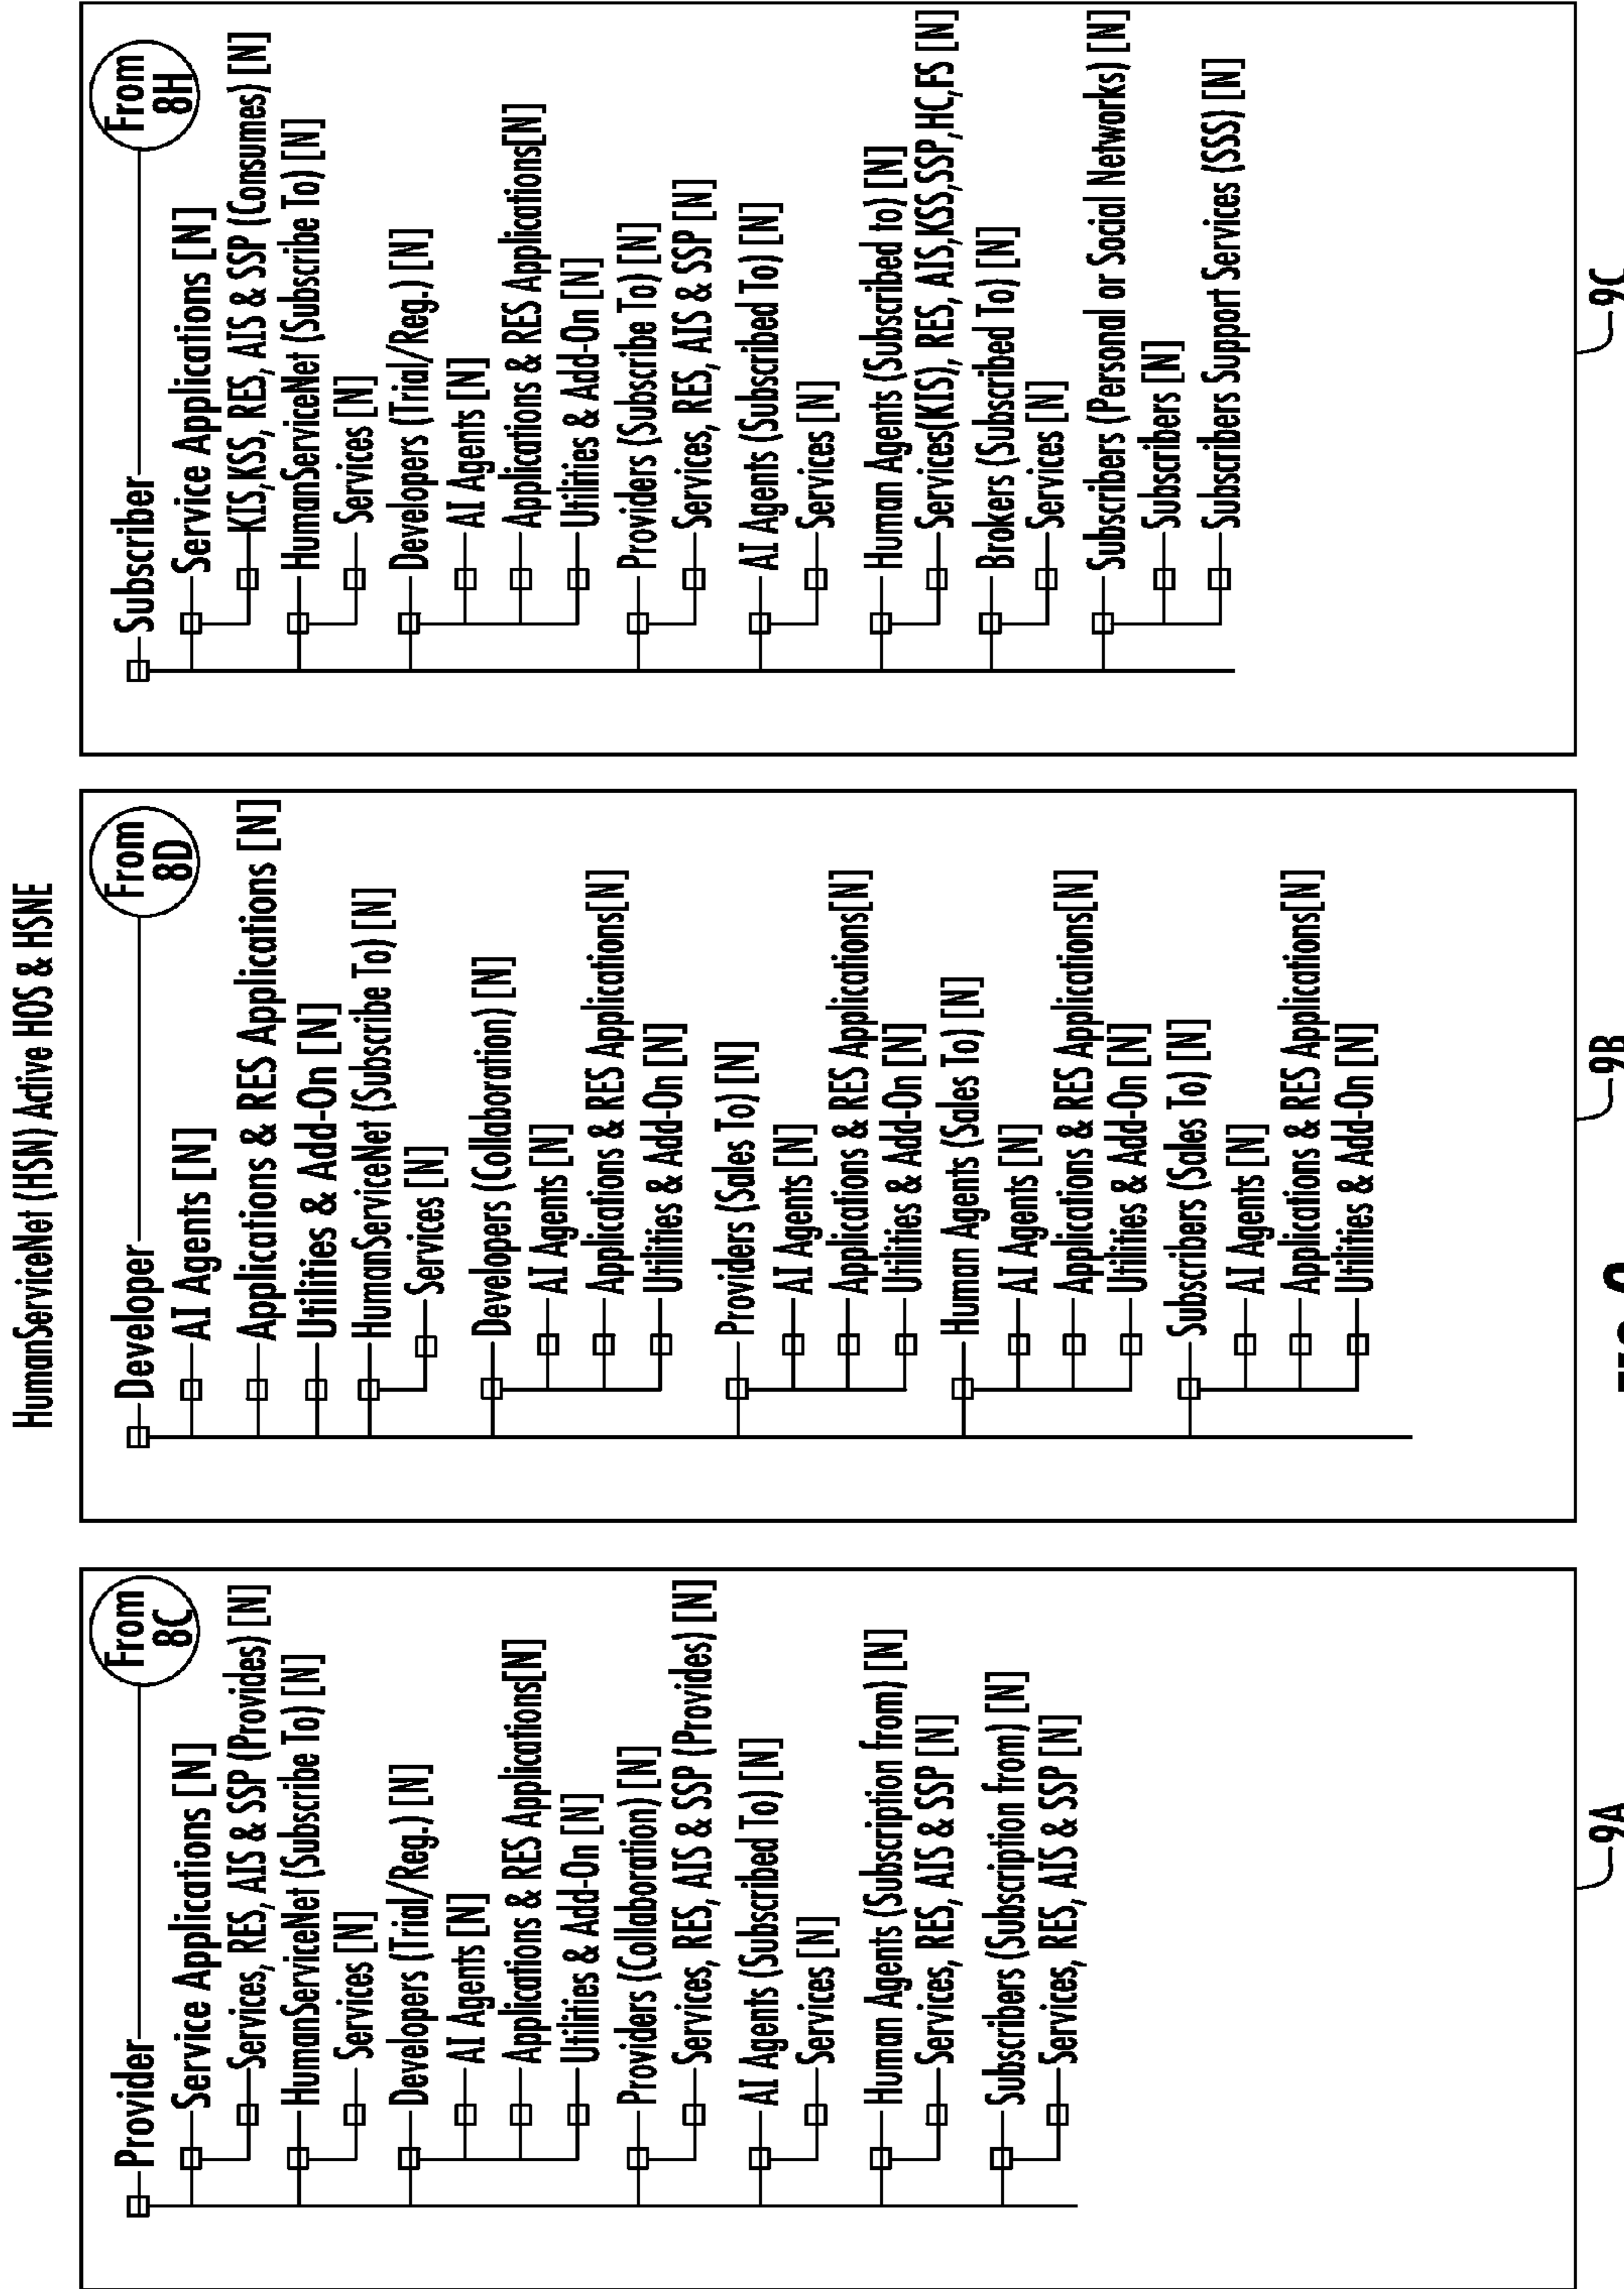 HumanServiceNet (HSN) Active HOS & HSNE
Provider
From
8C
Service Applications [N]
Services, RES, AIS & SSP (Provides) [N]
HumanServiceNet (Subscribe To) [N]
Services [N]
Developers (Trial/Reg.) [N]
AI Agents [N]
Applications & RES Applications[N]
Utilities & Add-On [N]
Providers (Collaboration) [N]
Services, RES, AIS & SSP (Provides) [N]
AI Agents (Subscribed To) [N]
Services [N]
Human Agents (Subscription from) [N]
Services, RES, AIS & SSP [N]
Subscribers (Subscription from) [N]
Services, RES, AIS & SSP [N]
9A
Developer
From
8D
AI Agents [N]
Applications & RES Applications [N]
Utilities & Add-On [N]
HumanServiceNet (Subscribe To) [N]
Services [N]
Developers (Collaboration) [N]
AI Agents [N]
Applications & RES Applications[N]
Utilities & Add-On [N]
Providers (Sales To) [N]
AI Agents [N]
Applications & RES Applications[N]
Utilities & Add-On [N]
Human Agents (Sales To) [N]
AI Agents [N]
Applications & RES Applications[N]
Utilities & Add-On [N]
Subscribers (Sales To) [N]
AI Agents [N]
Applications & RES Applications[N]
Utilities & Add-On [N]
9B
Subscriber
From
8H
Service Applications [N]
KIS,KSS, RES, AIS & SSP (Consumes) [N]
HumanServiceNet (Subscribe To) [N]
Services [N]
Developers (Trial/Reg.) [N]
AI Agents [N]
Applications & RES Applications[N]
Utilities & Add-On [N]
Providers (Subscribe To) [N]
Services, RES, AIS & SSP [N]
AI Agents (Subscribed To) [N]
Services [N]
Human Agents (Subscribed to) [N]
Services(KIS), RES, AIS,KSS,SSP,HC,FS [N]
Brokers (Subscribed To) [N]
Services [N]
Subscribers (Personal or Social Networks) [N]
Subscribers [N]
Subscribers Support Services (SSS) [N]
9C